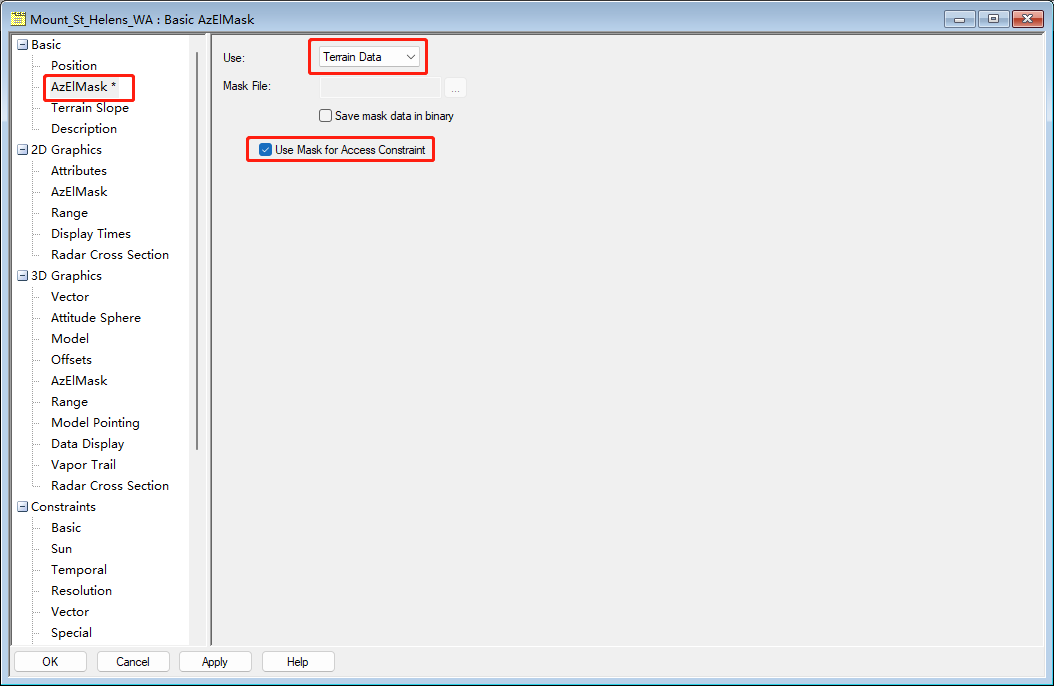 Mount_St_Helens_WA : Basic AzElMask
Basic
Position
AzElMask *
Terrain Slope
Description
2D Graphics
Attributes
AzElMask
Range
Display Times
Radar Cross Section
3D Graphics
Vector
Attitude Sphere
Model
Offsets
AzElMask
Range
Model Pointing
Data Display
Vapor Trail
Radar Cross Section
Constraints
Basic
Sun
Temporal
Resolution
Vector
Special
Use: Terrain Data
Mask File: ...
Save mask data in binary
Use Mask for Access Constraint
OK Cancel Apply Help